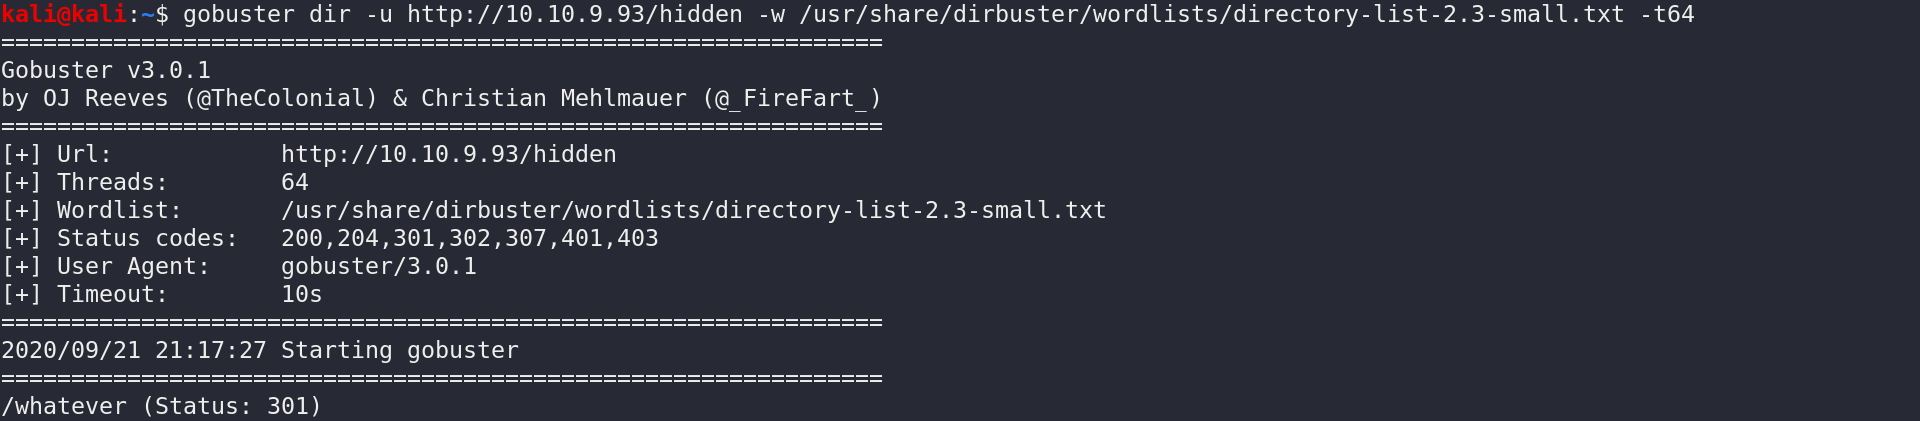 kali@kali:~$ gobuster dir -u http://10.10.9.93/hidden -w /usr/share/dirbuster/wordlists/directory-list-2.3-small.txt -t64
===============================================================
Gobuster v3.0.1
by OJ Reeves (@TheColonial) & Christian Mehlmauer (@_FireFart_)
===============================================================
[+] Url:            http://10.10.9.93/hidden
[+] Threads:        64
[+] Wordlist:       /usr/share/dirbuster/wordlists/directory-list-2.3-small.txt
[+] Status codes:   200,204,301,302,307,401,403
[+] User Agent:     gobuster/3.0.1
[+] Timeout:        10s
===============================================================
2020/09/21 21:17:27 Starting gobuster
===============================================================
/whatever (Status: 301)